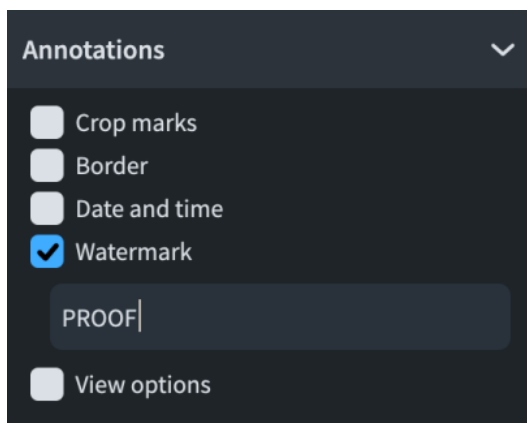 Annotations
Crop marks
Border
Date and time
Watermark
PROOF
View options